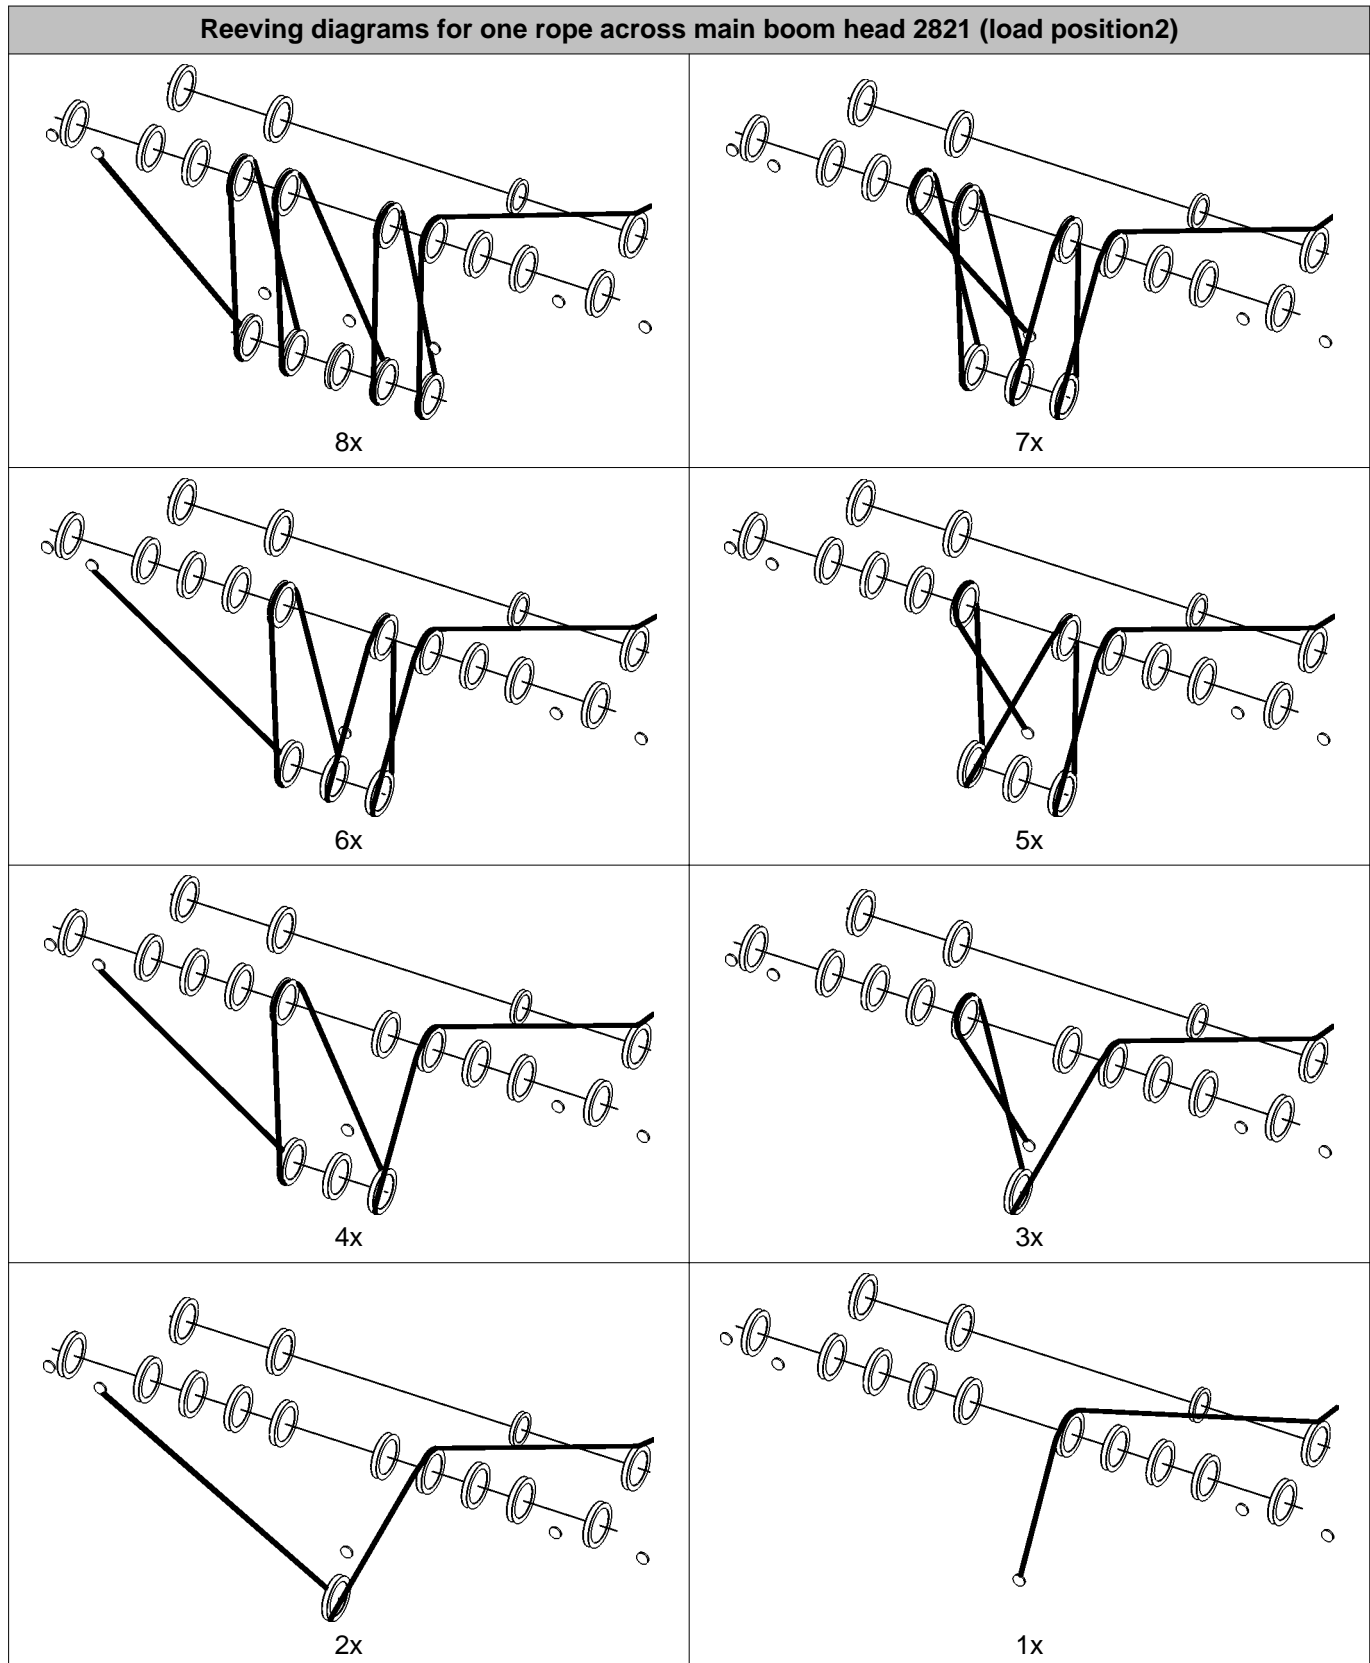 Reeving diagrams for one rope across main boom head 2821 (load position2)
8x
7x
6x
5x
4x
3x
2x
1x